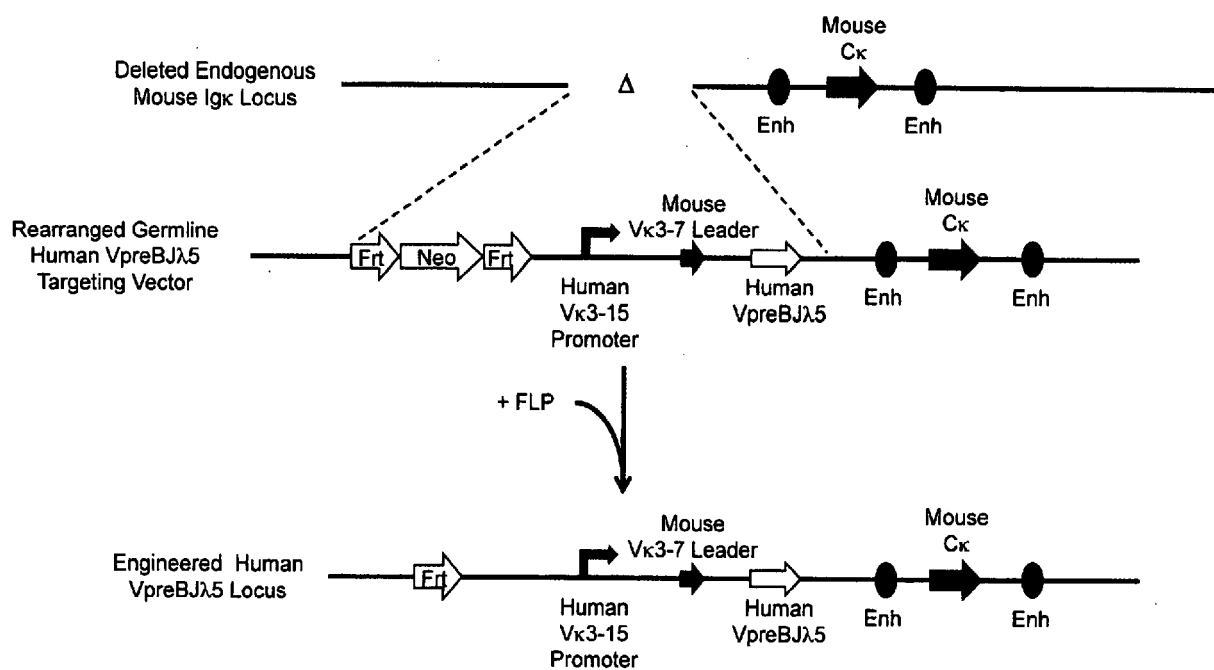 Mouse
Cκ
Deleted Endogenous
Mouse Igκ Locus
Δ
Enh
Enh
Rearranged Germline
Human VpreBJλ5
Targeting Vector
Frt
Neo
Frt
Mouse
Vκ3-7 Leader
Mouse
Cκ
Human
Vκ3-15
Promoter
Human
VpreBJλ5
Enh
Enh
+ FLP
Engineered Human
VpreBJλ5 Locus
Frt
Mouse
Vκ3-7 Leader
Mouse
Cκ
Human
Vκ3-15
Promoter
Human
VpreBJλ5
Enh
Enh